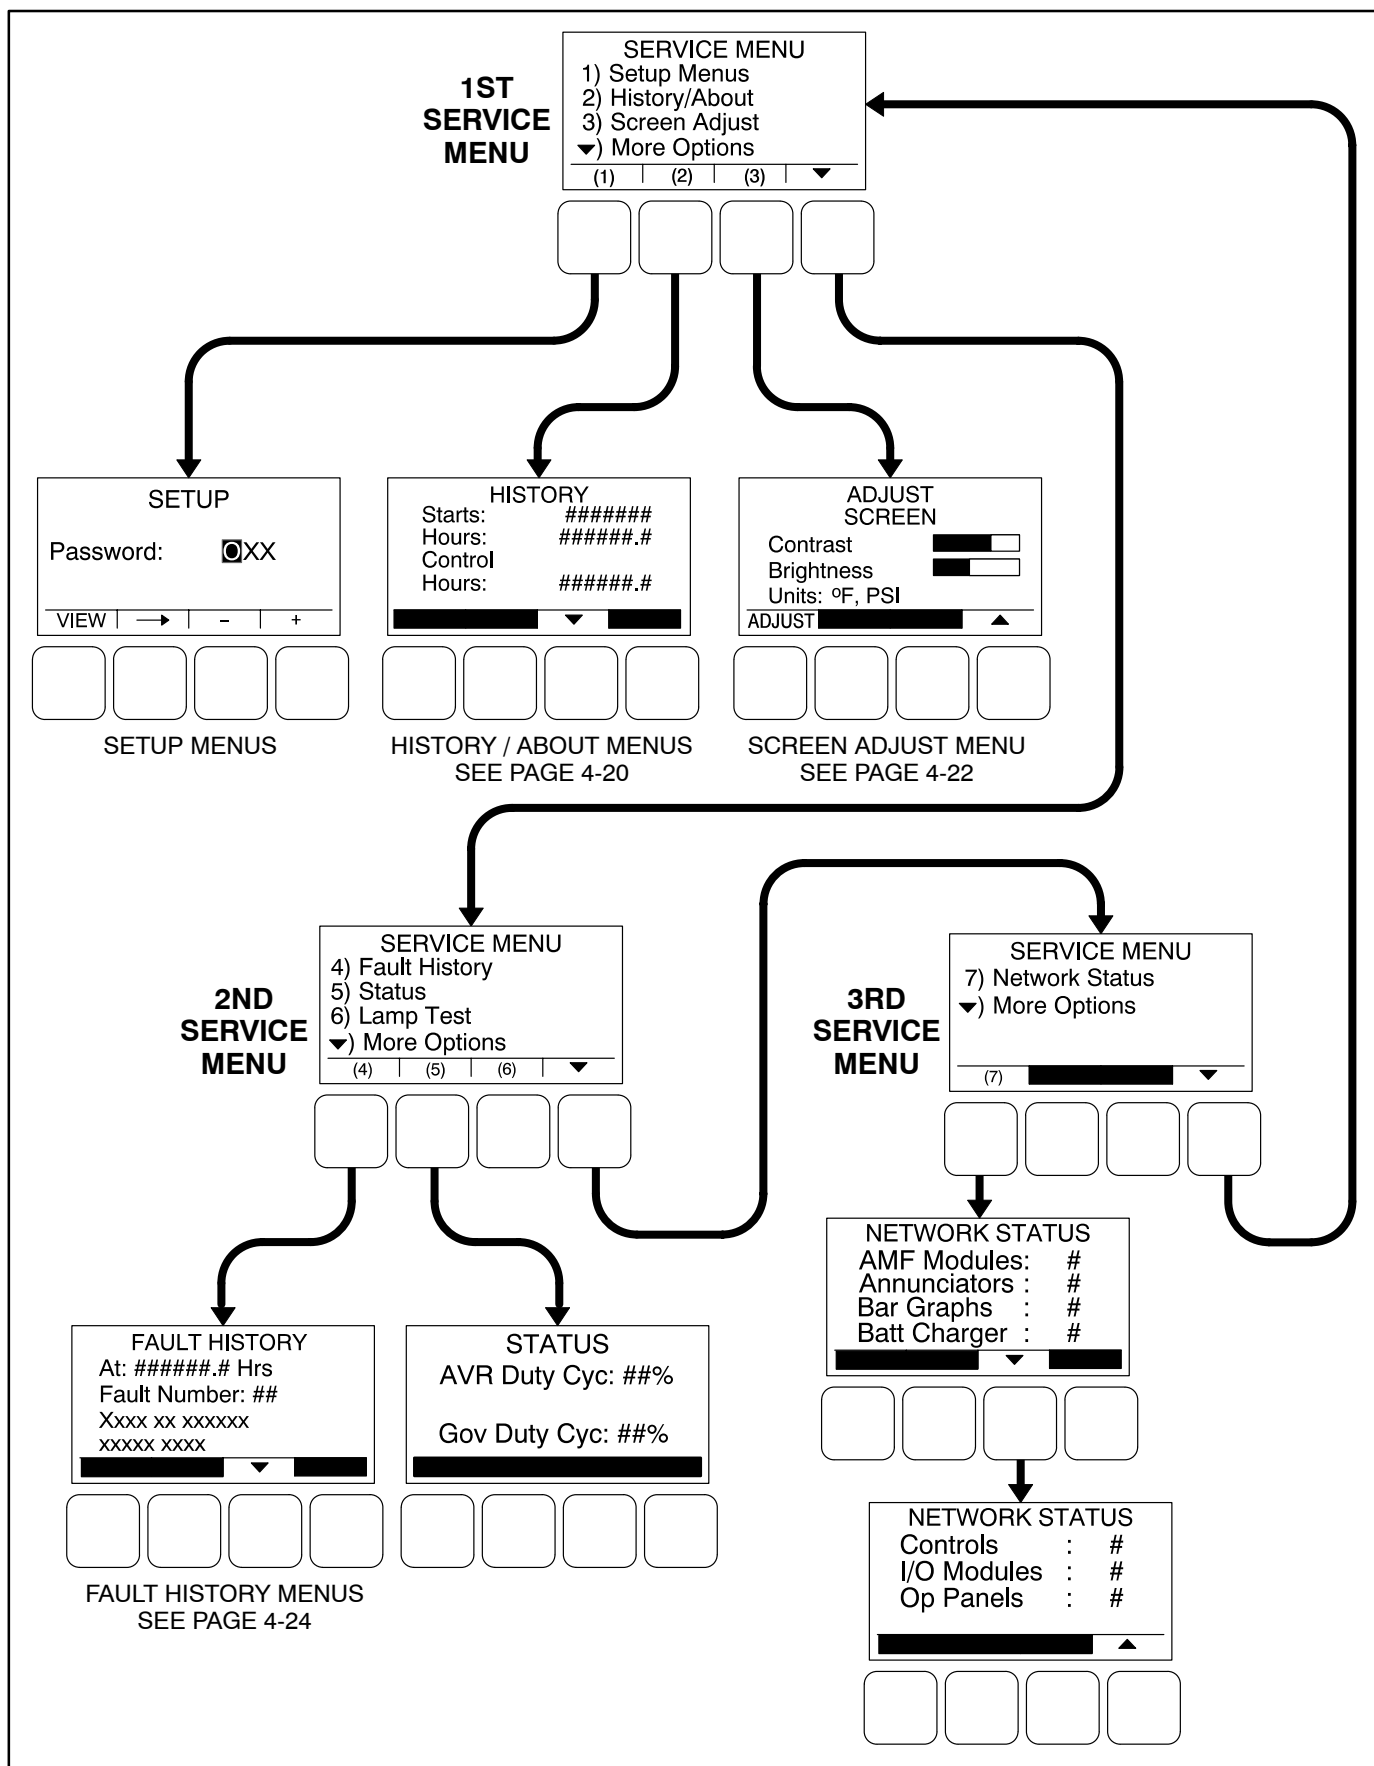 1ST
SERVICE
MENU
SERVICE MENU
1) Setup Menus
2) History/About
3) Screen Adjust
▼) More Options
(1) (2) (3) ▼
SETUP
Password: 0XX
VIEW → - +
SETUP MENUS
HISTORY
Starts: #######
Hours: ######.#
Control
Hours: ######.#
▼
HISTORY / ABOUT MENUS
SEE PAGE 4-20
ADJUST
SCREEN
Contrast
Brightness
Units: ºF, PSI
ADJUST ▲
SCREEN ADJUST MENU
SEE PAGE 4-22
2ND
SERVICE
MENU
SERVICE MENU
4) Fault History
5) Status
6) Lamp Test
▼) More Options
(4) (5) (6) ▼
3RD
SERVICE
MENU
SERVICE MENU
7) Network Status
▼) More Options
(7) ▼
FAULT HISTORY
At: ######.# Hrs
Fault Number: ##
Xxxx xx xxxxxx
xxxxx xxxx
▼
FAULT HISTORY MENUS
SEE PAGE 4-24
STATUS
AVR Duty Cyc: ##%
Gov Duty Cyc: ##%
NETWORK STATUS
AMF Modules: #
Annunciators : #
Bar Graphs : #
Batt Charger : #
▼
NETWORK STATUS
Controls : #
I/O Modules : #
Op Panels : #
▲